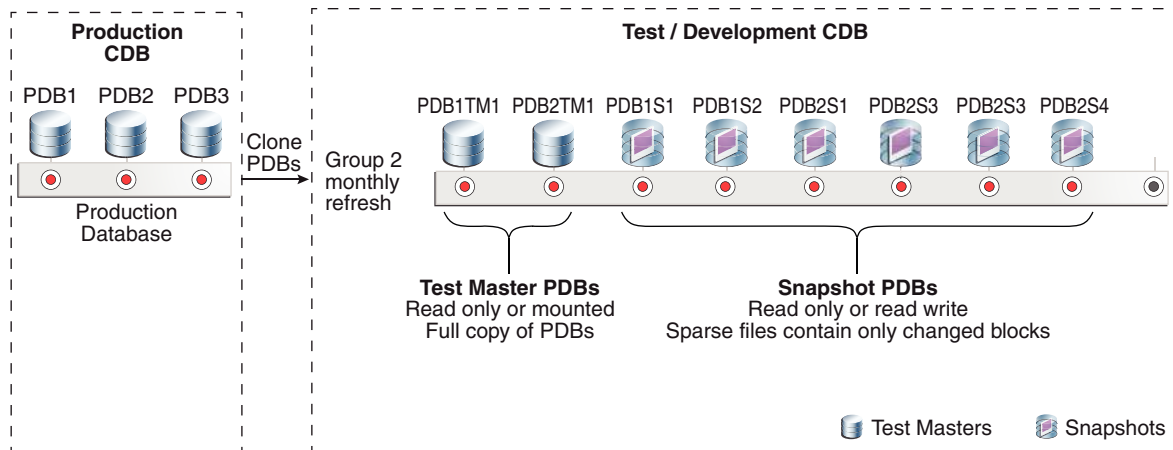 Production
CDB
PDB1 PDB2 PDB3
Production
Database
Clone
PDBs
Test / Development CDB
Group 2
monthly
refresh
PDB1TM1 PDB2TM1 PDB1S1 PDB1S2 PDB2S1 PDB2S3 PDB2S3 PDB2S4
Test Master PDBs
Read only or mounted
Full copy of PDBs
Snapshot PDBs
Read only or read write
Sparse files contain only changed blocks
Test Masters
Snapshots